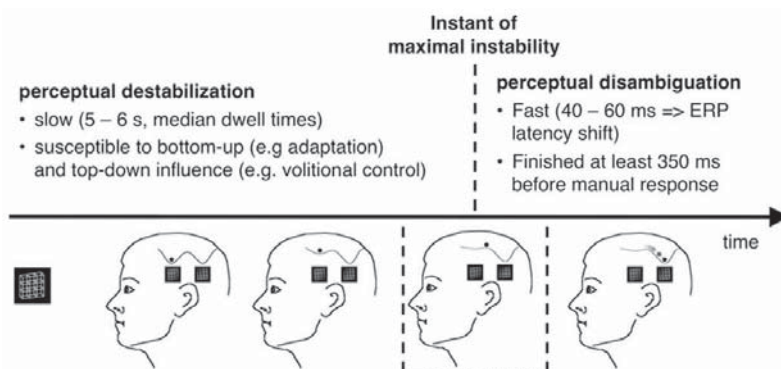 Instant of
maximal instability
perceptual destabilization
• slow (5 – 6 s, median dwell times)
• susceptible to bottom-up (e.g adaptation)
and top-down influence (e.g. volitional control)
perceptual disambiguation
• Fast (40 – 60 ms => ERP
latency shift)
• Finished at least 350 ms
before manual response
time